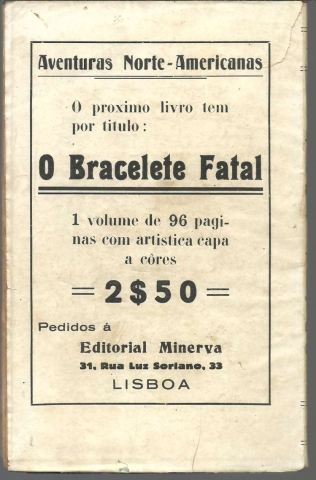 Aventuras Norte-Americanas
O proximo livro tem
por titulo:
O Bracelete Fatal
1 volume de 96 pagi-
nas com artistica capa
a côres
= 2$50 =
Pedidos á
Editorial Minerva
31, Rua Luz Soriano, 33
LISBOA